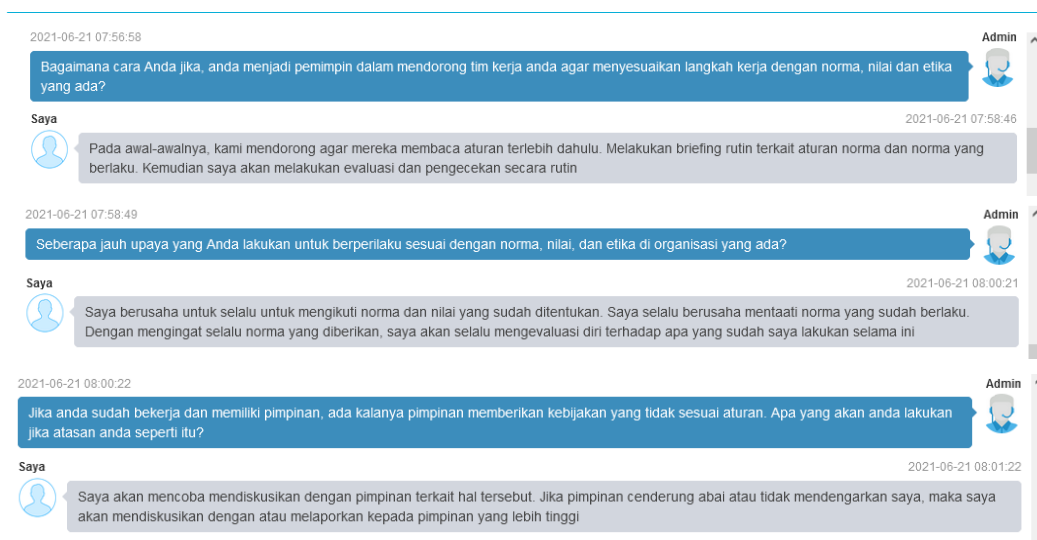 2021-06-21 07:56:58
Admin
Bagaimana cara Anda jika, anda menjadi pemimpin dalam mendorong tim kerja anda agar menyesuaikan langkah kerja dengan norma, nilai dan etika
yang ada?
Saya
2021-06-21 07:58:46
Pada awal-awalnya, kami mendorong agar mereka membaca aturan terlebih dahulu. Melakukan briefing rutin terkait aturan norma dan norma yang
berlaku. Kemudian saya akan melakukan evaluasi dan pengecekan secara rutin
2021-06-21 07:58:49
Admin
Seberapa jauh upaya yang Anda lakukan untuk berperilaku sesuai dengan norma, nilai, dan etika di organisasi yang ada?
Saya
2021-06-21 08:00:21
Saya berusaha untuk selalu untuk mengikuti norma dan nilai yang sudah ditentukan. Saya selalu berusaha mentaati norma yang sudah berlaku.
Dengan mengingat selalu norma yang diberikan, saya akan selalu mengevaluasi diri terhadap apa yang sudah saya lakukan selama ini
2021-06-21 08:00:22
Admin
Jika anda sudah bekerja dan memiliki pimpinan, ada kalanya pimpinan memberikan kebijakan yang tidak sesuai aturan. Apa yang akan anda lakukan
jika atasan anda seperti itu?
Saya
2021-06-21 08:01:22
Saya akan mencoba mendiskusikan dengan pimpinan terkait hal tersebut. Jika pimpinan cenderung abai atau tidak mendengarkan saya, maka saya
akan mendiskusikan dengan atau melaporkan kepada pimpinan yang lebih tinggi